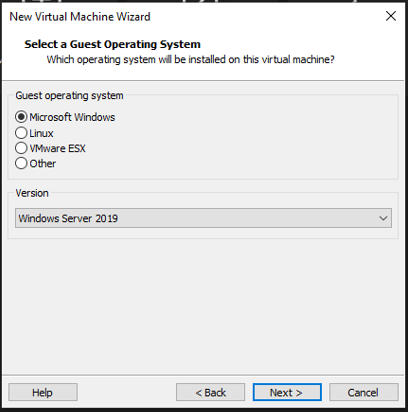 New Virtual Machine Wizard
Select a Guest Operating System
Which operating system will be installed on this virtual machine?
Guest operating system
Microsoft Windows
Linux
VMware ESX
Other
Version
Windows Server 2019
Help
< Back
Next >
Cancel